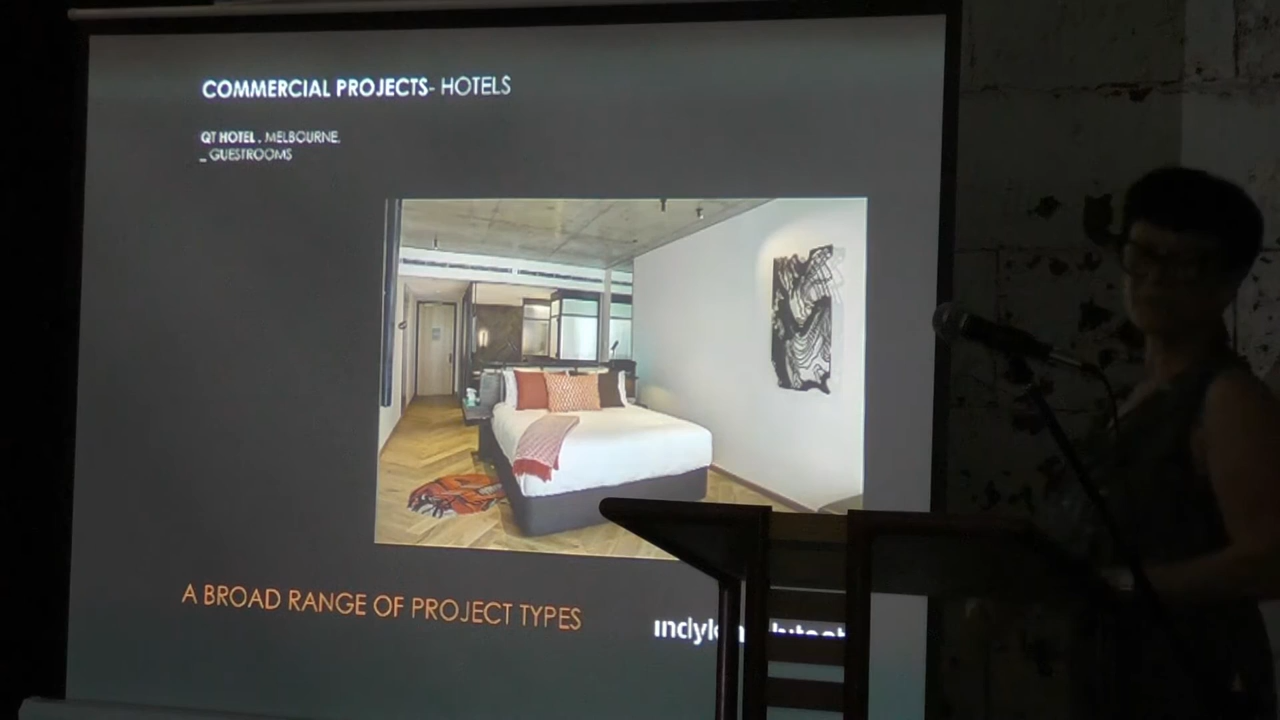 COMMERCIAL PROJECTS- HOTELS
QT HOTEL . MELBOURNE.
_ GUESTROOMS
A BROAD RANGE OF PROJECT TYPES